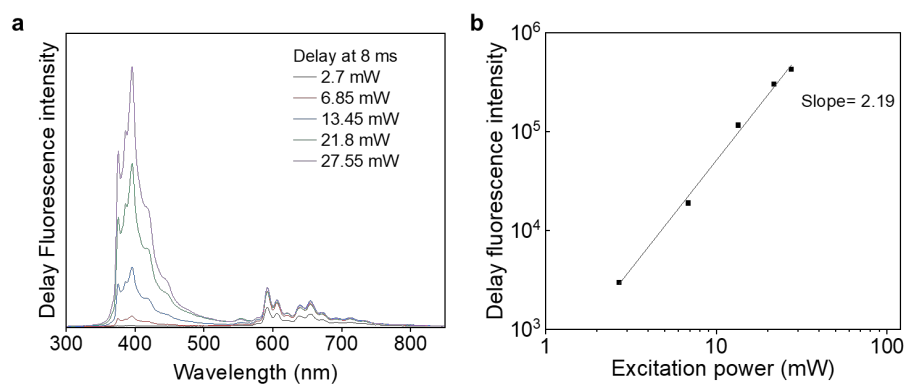 a
Delay Fluorescence intensity
Delay at 8 ms
2.7 mW
6.85 mW
13.45 mW
21.8 mW
27.55 mW
300 400 500 600 700 800
Wavelength (nm)
b
Delay fluorescence intensity
10⁶
10⁵
10⁴
10³
Slope= 2.19
1 10 100
Excitation power (mW)